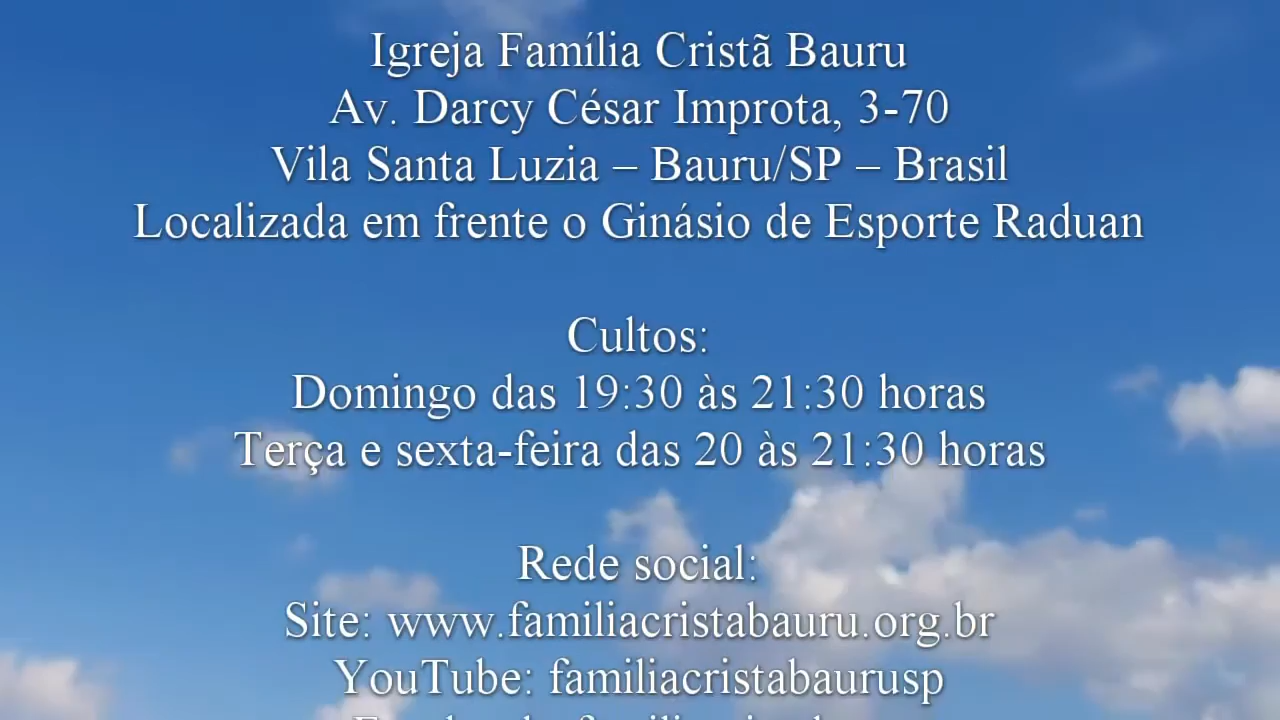 Igreja Família Cristã Bauru
Av. Darcy César Improta, 3-70
Vila Santa Luzia – Bauru/SP – Brasil
Localizada em frente o Ginásio de Esporte Raduan
Cultos:
Domingo das 19:30 às 21:30 horas
Terça e sexta-feira das 20 às 21:30 horas
Rede social:
Site: www.familiacristabauru.org.br
YouTube: familiacristabaurusp